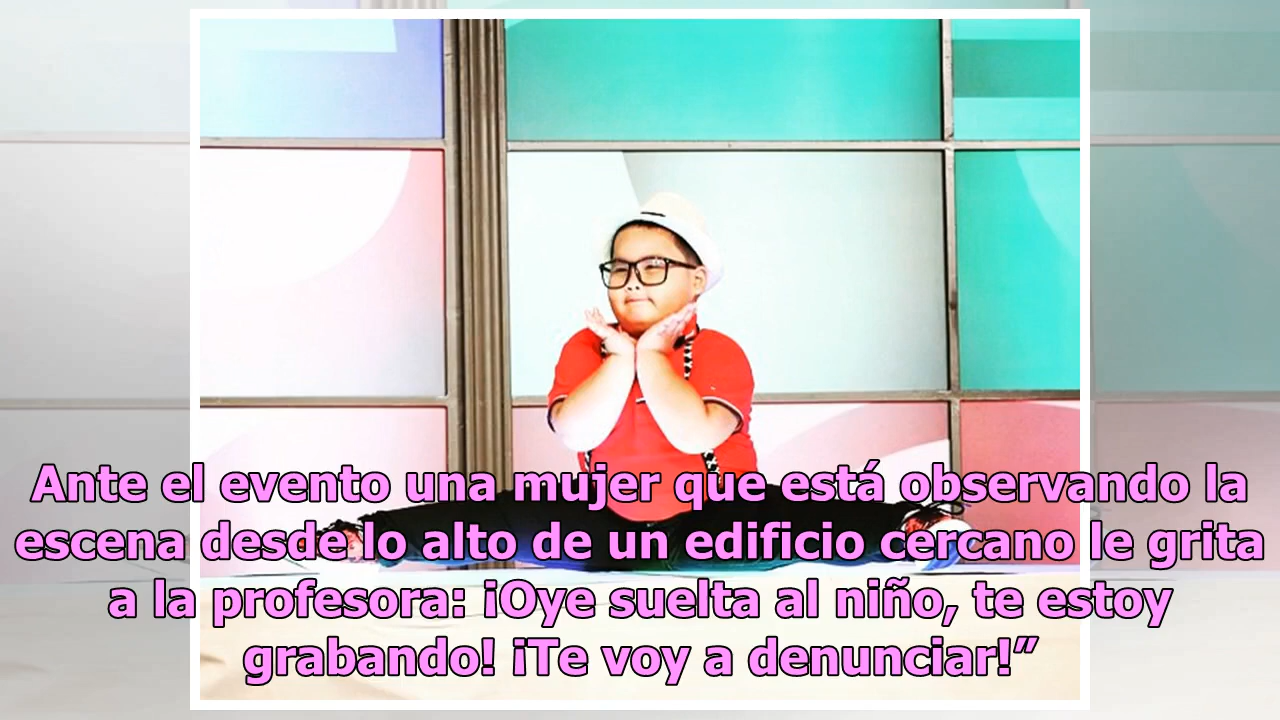 Ante el evento una mujer que está observando la
escena desde lo alto de un edificio cercano le grita
a la profesora: ¡Oye suelta al niño, te estoy
grabando! ¡Te voy a denunciar!”